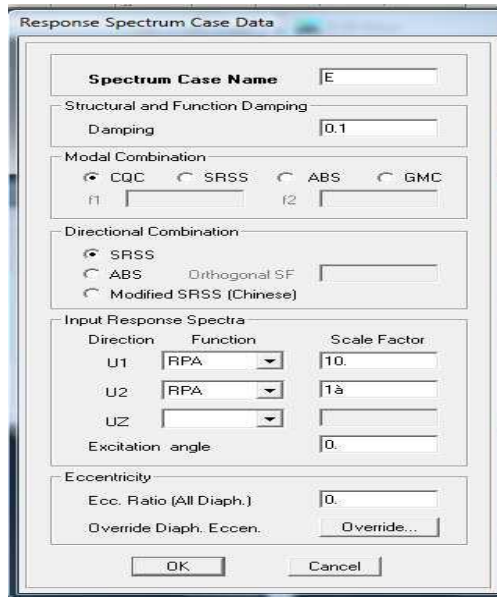 Response Spectrum Case Data
Spectrum Case Name E
Structural and Function Damping
Damping 0.1
Modal Combination
CQC SRSS ABS GMC
f1 f2
Directional Combination
SRSS
ABS Orthogonal SF
Modified SRSS (Chinese)
Input Response Spectra
Direction Function Scale Factor
U1 RPA 10.
U2 RPA 1à
UZ
Excitation angle 0.
Eccentricity
Ecc. Ratio (All Diaph.) 0.
Override Diaph. Eccen. Override...
OK Cancel